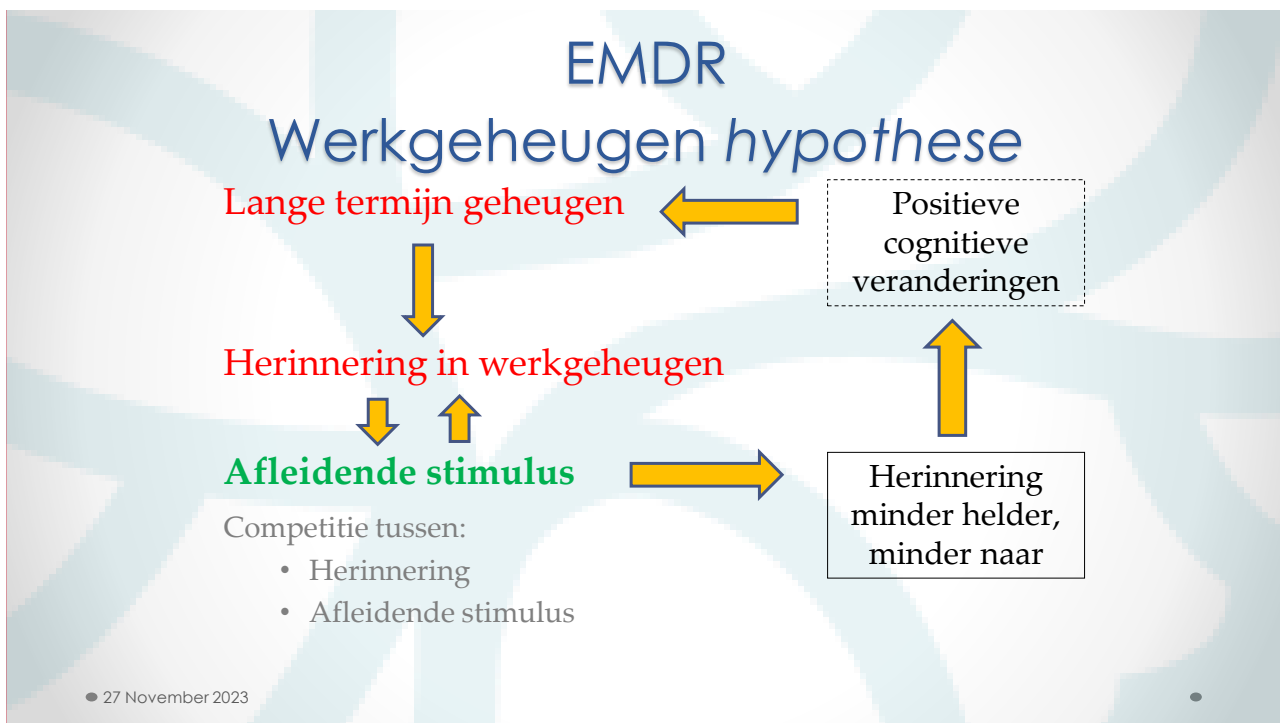 EMDR
Werkgeheugen hypothese
Lange termijn geheugen
Positieve
cognitieve
veranderingen
Herinnering in werkgeheugen
Afleidende stimulus
Herinnering
minder helder,
minder naar
Competitie tussen:
• Herinnering
• Afleidende stimulus
27 November 2023